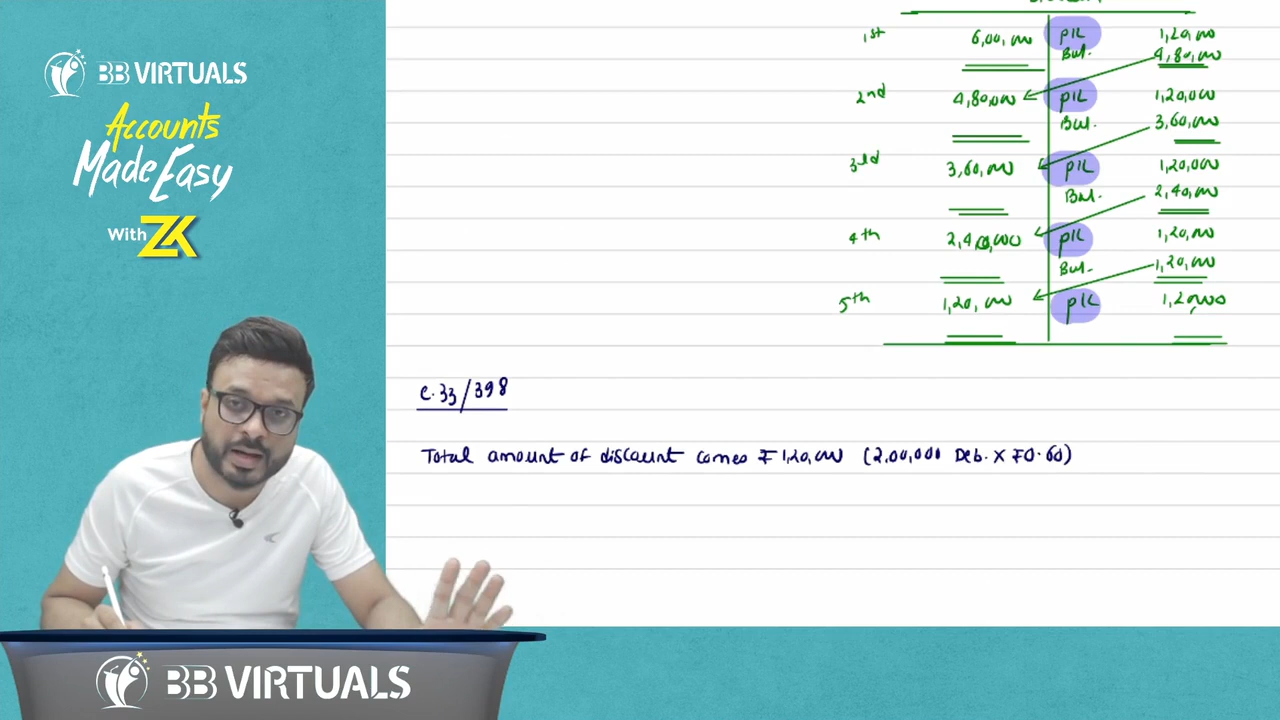 BB VIRTUALS
Accounts
Made Easy
With ZK
1st 6,00,000 P/L 1,20,000
Bal. 4,80,000
2nd 4,80,000 P/L 1,20,000
Bal. 3,60,000
3rd 3,60,000 P/L 1,20,000
Bal. 2,40,000
4th 2,40,000 P/L 1,20,000
Bal. 1,20,000
5th 1,20,000 P/L 1,20,000
C.33/398
Total amount of discount comes ₹ 1,20,000 (2,00,000 Deb. X ₹0.60)
BB VIRTUALS